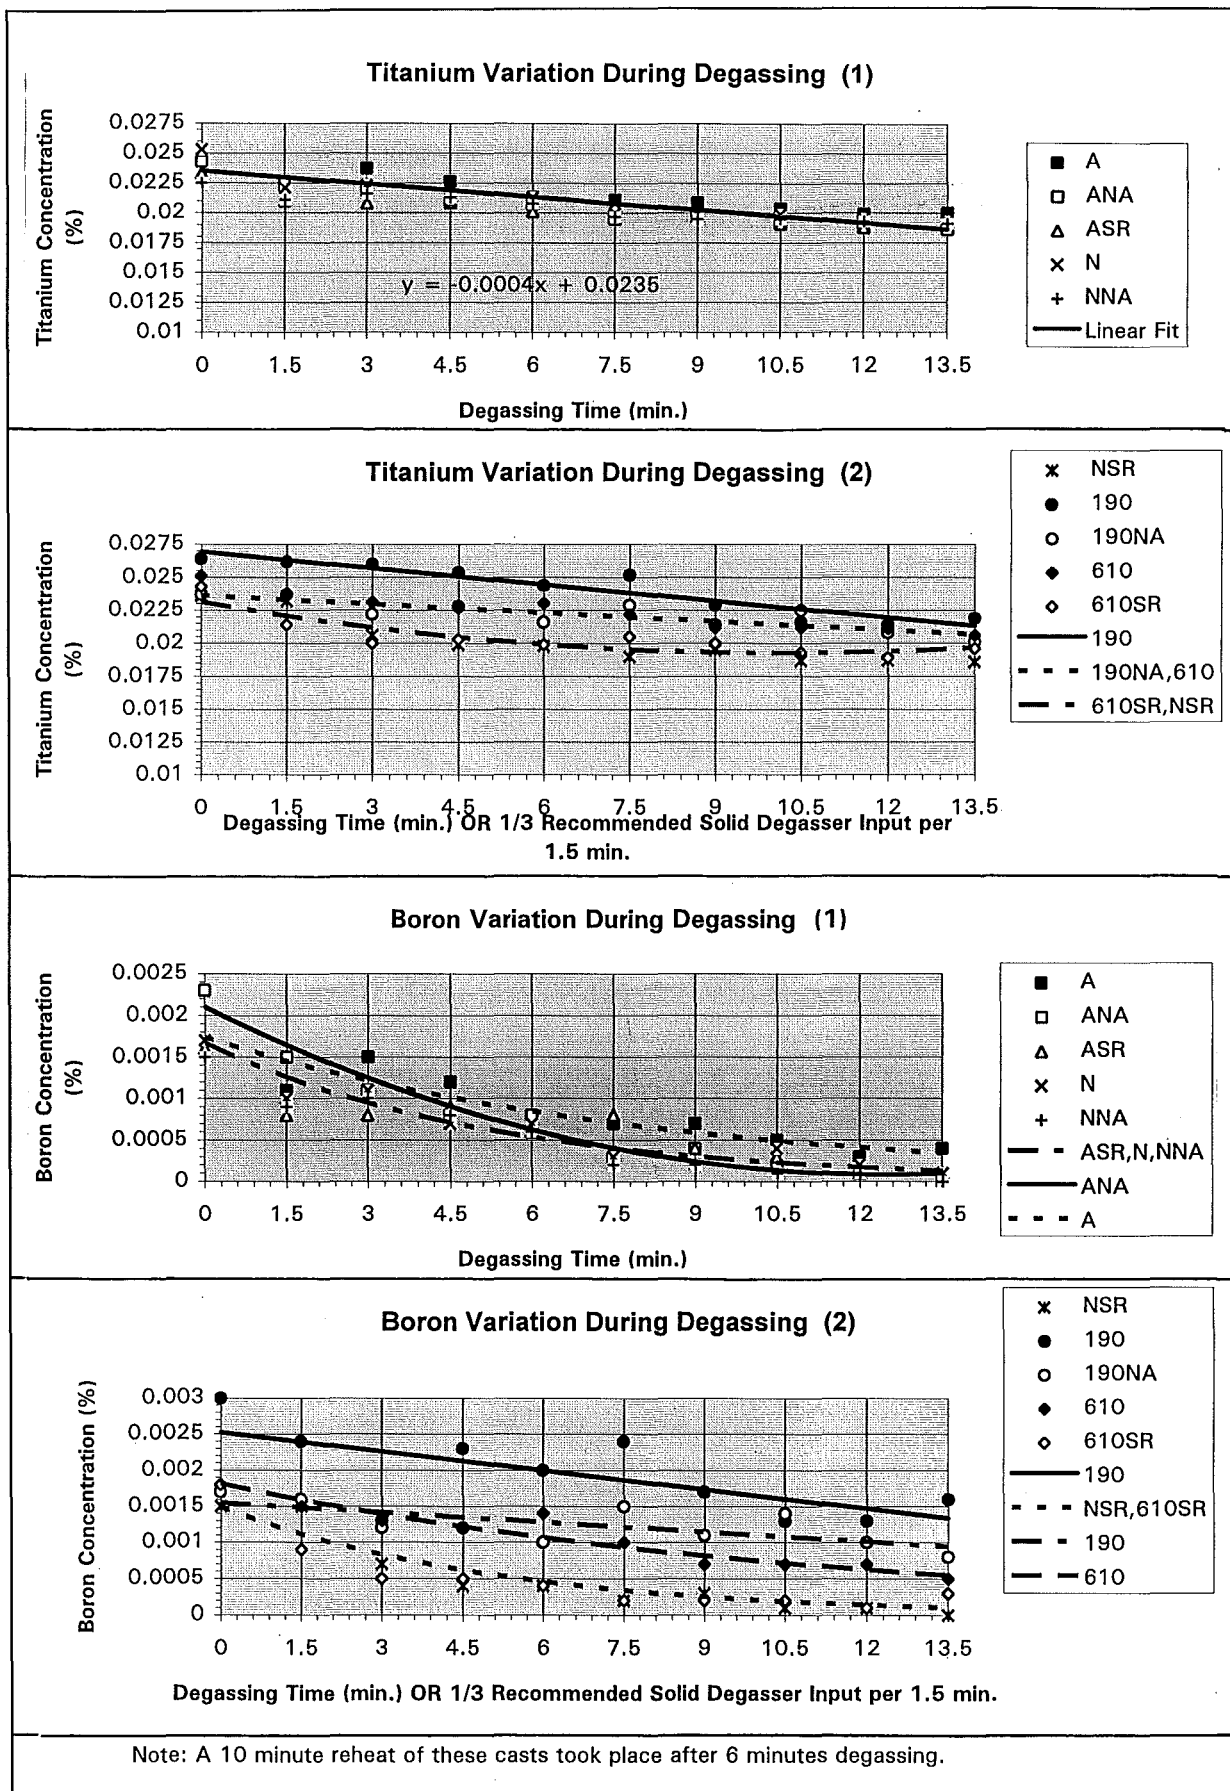 Titanium Variation During Degassing (1)
Titanium Concentration
(%)
0.0275
0.025
0.0225
0.02
0.0175
0.015
0.0125
0.01
y = -0.0004x + 0.0235
0 1.5 3 4.5 6 7.5 9 10.5 12 13.5
Degassing Time (min.)
A
ANA
ASR
N
NNA
Linear Fit
Titanium Variation During Degassing (2)
Titanium Concentration
(%)
0.0275
0.025
0.0225
0.02
0.0175
0.015
0.0125
0.01
0 1.5 3 4.5 6 7.5 9 10.5 12 13.5
Degassing Time (min.) OR 1/3 Recommended Solid Degasser Input per
1.5 min.
NSR
190
190NA
610
610SR
190
190NA,610
610SR,NSR
Boron Variation During Degassing (1)
Boron Concentration
(%)
0.0025
0.002
0.0015
0.001
0.0005
0
0 1.5 3 4.5 6 7.5 9 10.5 12 13.5
Degassing Time (min.)
A
ANA
ASR
N
NNA
ASR,N,NNA
ANA
A
Boron Variation During Degassing (2)
Boron Concentration (%)
0.003
0.0025
0.002
0.0015
0.001
0.0005
0
0 1.5 3 4.5 6 7.5 9 10.5 12 13.5
Degassing Time (min.) OR 1/3 Recommended Solid Degasser Input per 1.5 min.
NSR
190
190NA
610
610SR
190
NSR,610SR
190
610
Note: A 10 minute reheat of these casts took place after 6 minutes degassing.